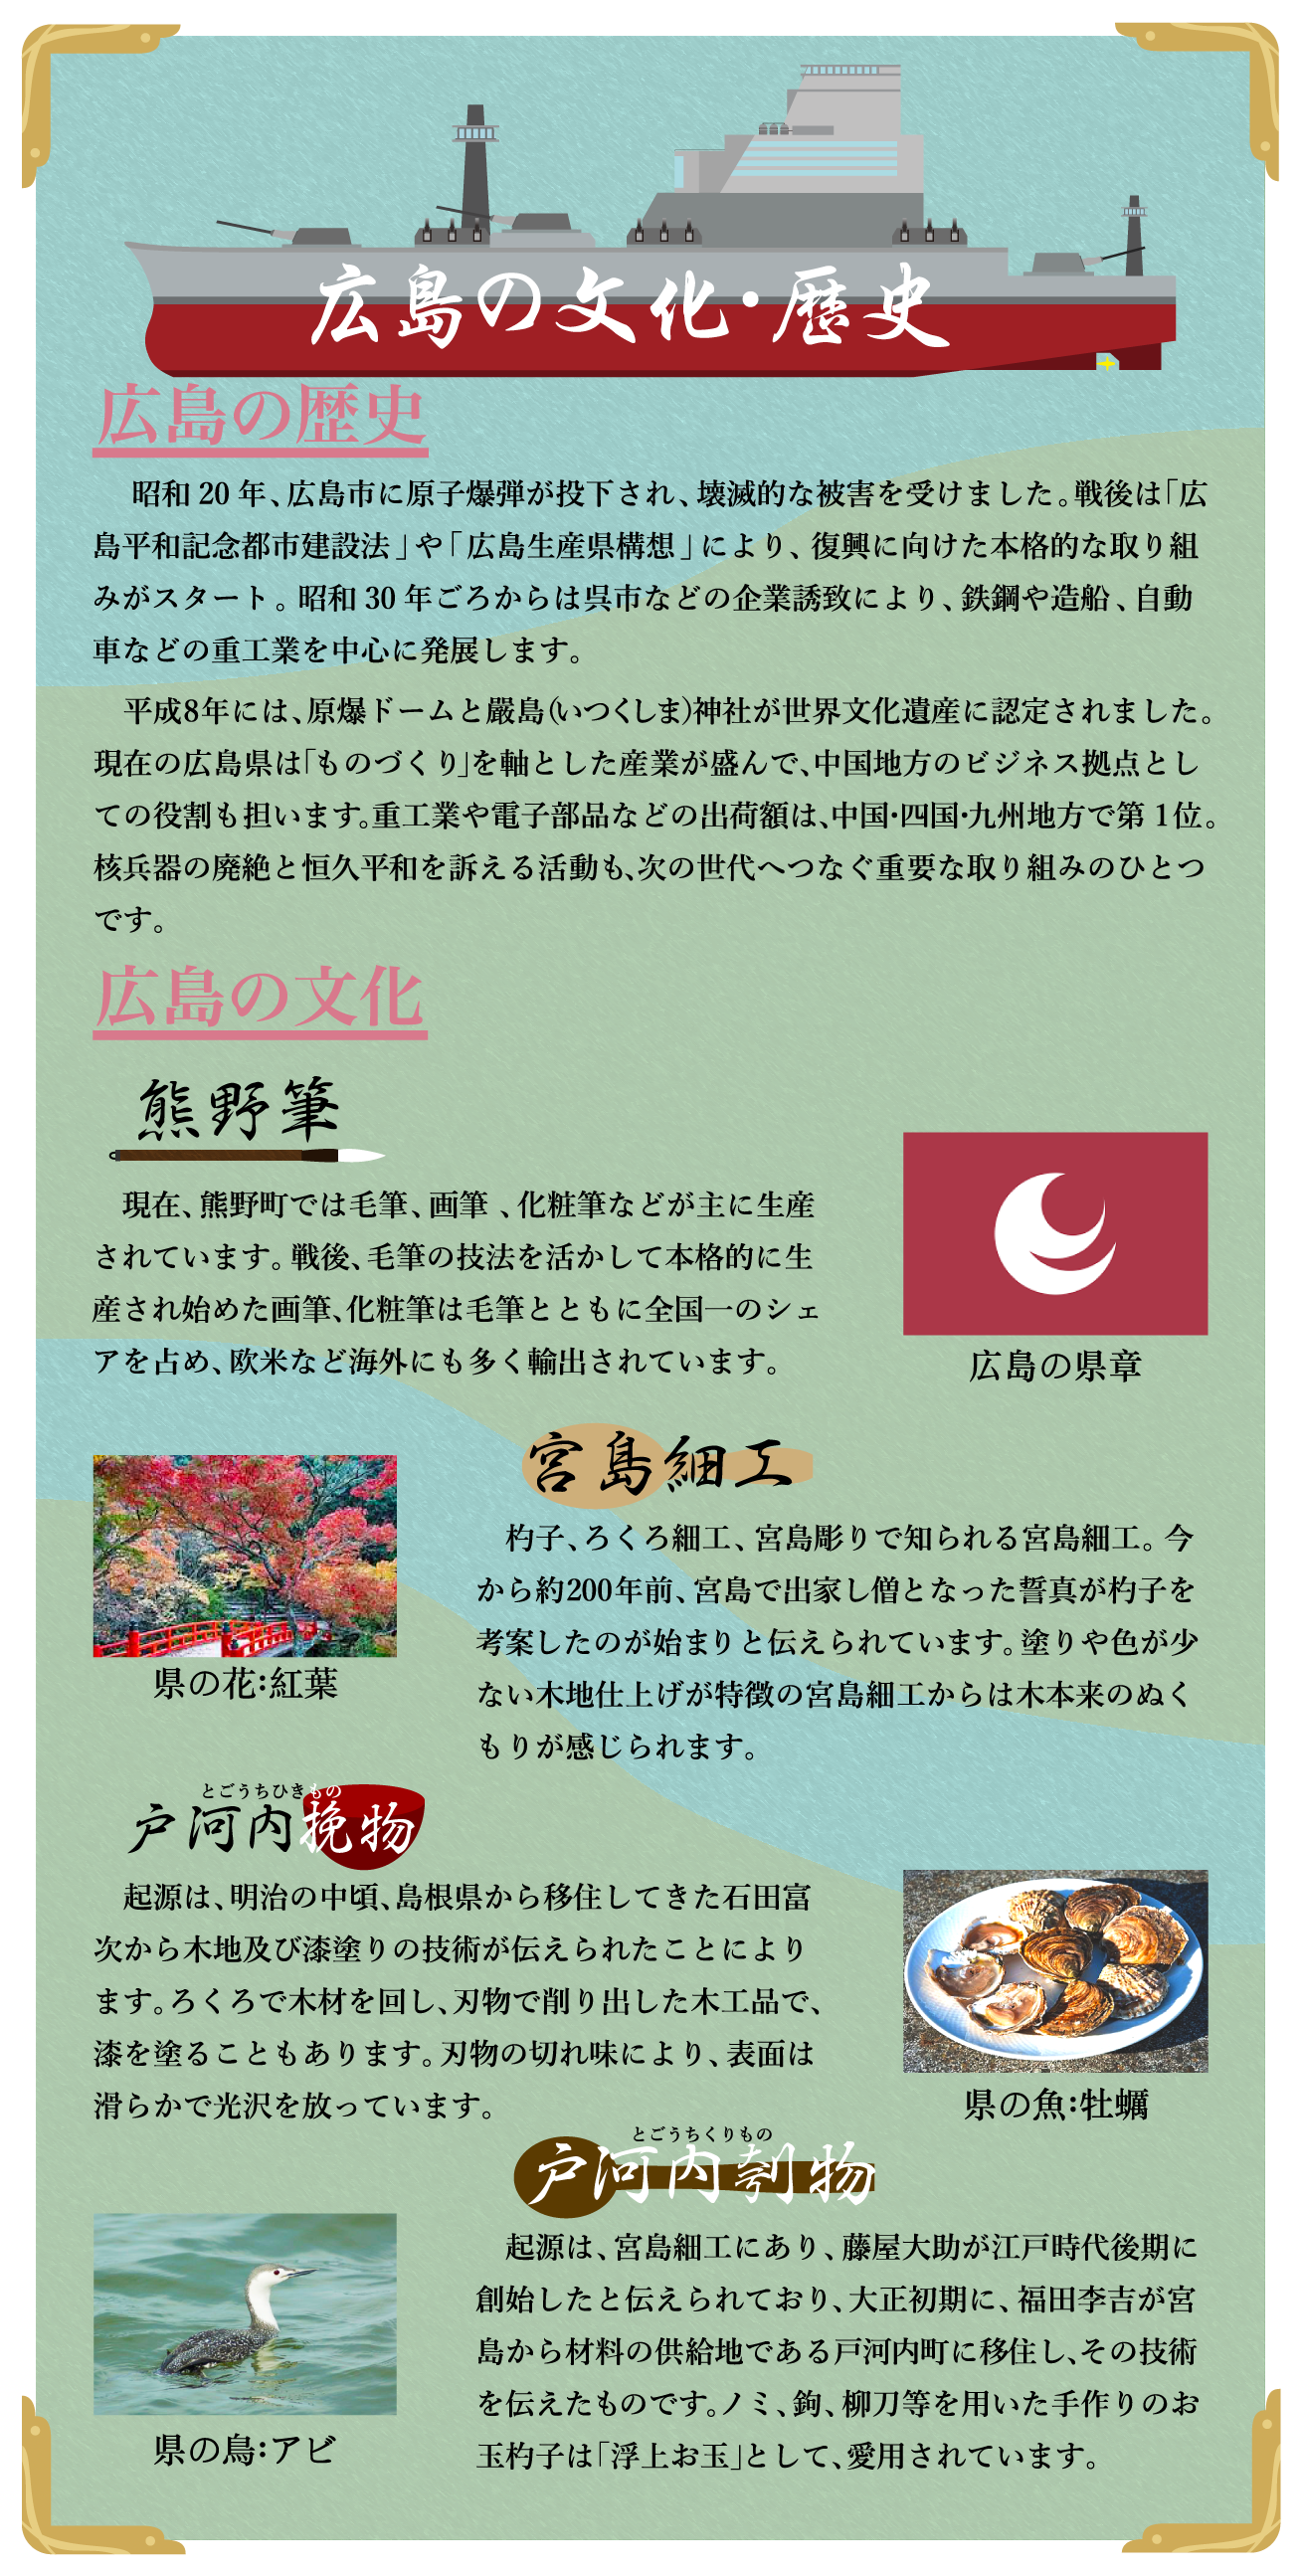 広島の文化・歴史
広島の歴史
昭和 20 年、広島市に原子爆弾が投下され、壊滅的な被害を受けました。戦後は「広
島平和記念都市建設法」や「広島生産県構想」により、復興に向けた本格的な取り組
みがスタート。昭和 30 年ごろからは呉市などの企業誘致により、鉄鋼や造船、自動
車などの重工業を中心に発展します。
平成8年には、原爆ドームと嚴島(いつくしま)神社が世界文化遺産に認定されました。
現在の広島県は「ものづくり」を軸とした産業が盛んで、中国地方のビジネス拠点とし
ての役割も担います。重工業や電子部品などの出荷額は、中国・四国・九州地方で第 1位。
核兵器の廃絶と恒久平和を訴える活動も、次の世代へつなぐ重要な取り組みのひとつ
です。
広島の文化
熊野筆
現在、熊野町では毛筆、画筆、化粧筆などが主に生産
されています。戦後、毛筆の技法を活かして本格的に生
産され始めた画筆、化粧筆は毛筆とともに全国一のシェ
アを占め、欧米など海外にも多く輸出されています。
広島の県章
宮島細工
杓子、ろくろ細工、宮島彫りで知られる宮島細工。今
から約200年前、宮島で出家し僧となった誓真が杓子を
考案したのが始まりと伝えられています。塗りや色が少
ない木地仕上げが特徴の宮島細工からは木本来のぬく
もりが感じられます。
県の花:紅葉
とごうちひきもの
戸河内挽物
起源は、明治の中頃、島根県から移住してきた石田富
次から木地及び漆塗りの技術が伝えられたことにより
ます。ろくろで木材を回し、刃物で削り出した木工品で、
漆を塗ることもあります。刃物の切れ味により、表面は
滑らかで光沢を放っています。
県の魚:牡蠣
とごうちくりもの
戸河内刳物
起源は、宮島細工にあり、藤屋大助が江戸時代後期に
創始したと伝えられており、大正初期に、福田李吉が宮
島から材料の供給地である戸河内町に移住し、その技術
を伝えたものです。ノミ、鉋、柳刀等を用いた手作りのお
玉杓子は「浮上お玉」として、愛用されています。
県の鳥:アビ